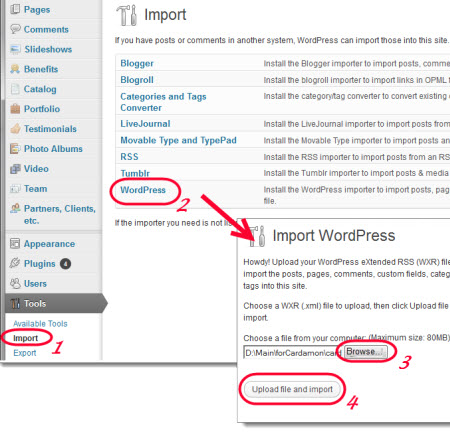 Pages
Comments
Slideshows
Benefits
Catalog
Portfolio
Testimonials
Photo Albums
Video
Team
Partners, Clients,
etc.
Appearance
Plugins 4
Users
Tools
Available Tools
Import
1
Export
Import
If you have posts or comments in another system, WordPress can import those into this site.
Blogger Install the Blogger importer to import posts, comme
Blogroll Install the blogroll importer to import links in OPML
Categories and Tags Install the category/tag converter to convert existing
Converter
LiveJournal Install the LiveJournal importer to import posts from
Movable Type and TypePad Install the Movable Type importer to import posts an
RSS Install the RSS importer to import posts from an RS
Tumblr Install the Tumblr importer to import posts & media
WordPress Install the WordPress importer to import posts, pag
file.
2
If the importer you need is not
Import WordPress
Howdy! Upload your WordPress eXtended RSS (WXR) file
import the posts, pages, comments, custom fields, categ
tags into this site.
Choose a WXR (.xml) file to upload, then click Upload file
import.
Choose a file from your computer: (Maximum size: 80MB)
D:\Main\forCardamon\card Browse...
3
Upload file and import
4